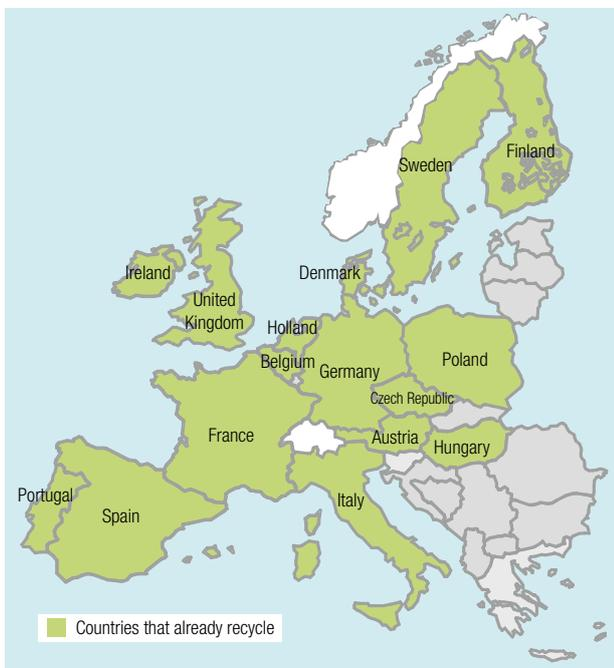 Sweden
Finland
Ireland
Denmark
United
Kingdom
Holland
Belgium
Germany
Poland
Czech Republic
France
Austria
Hungary
Portugal
Spain
Italy
Countries that already recycle